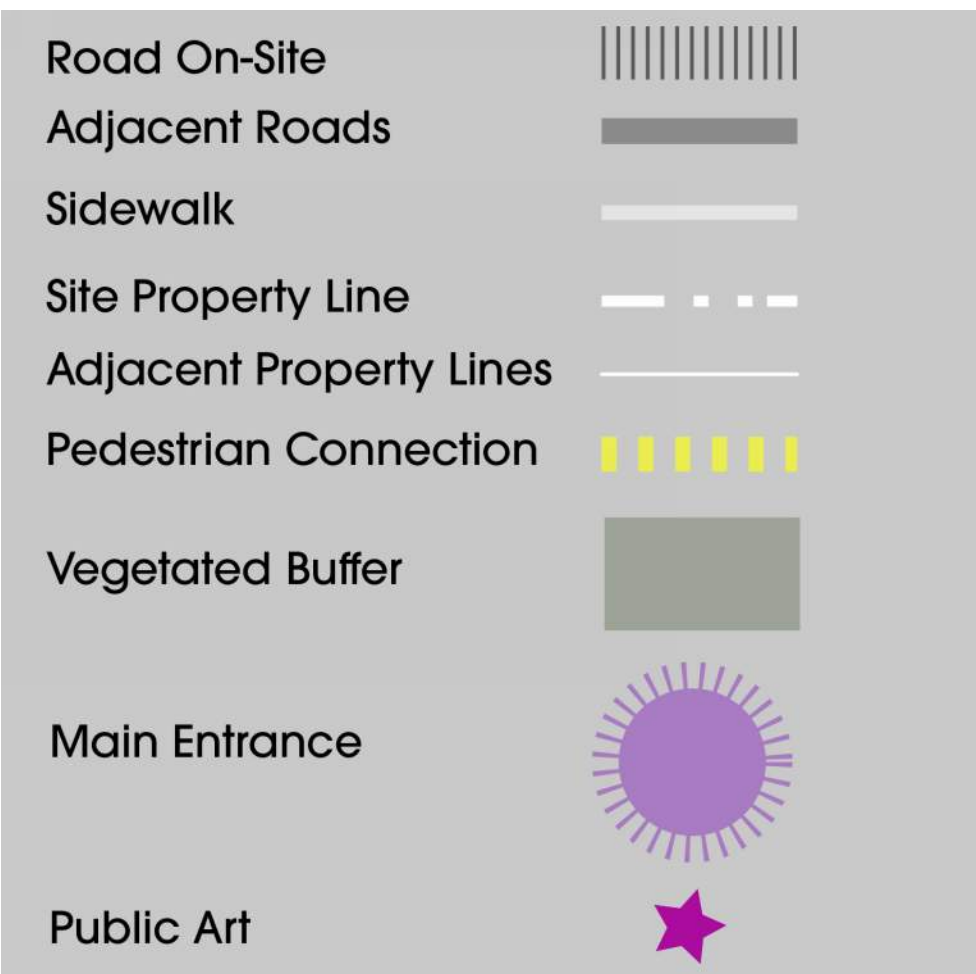 Road On-Site
Adjacent Roads
Sidewalk
Site Property Line
Adjacent Property Lines
Pedestrian Connection
Vegetated Buffer
Main Entrance
Public Art